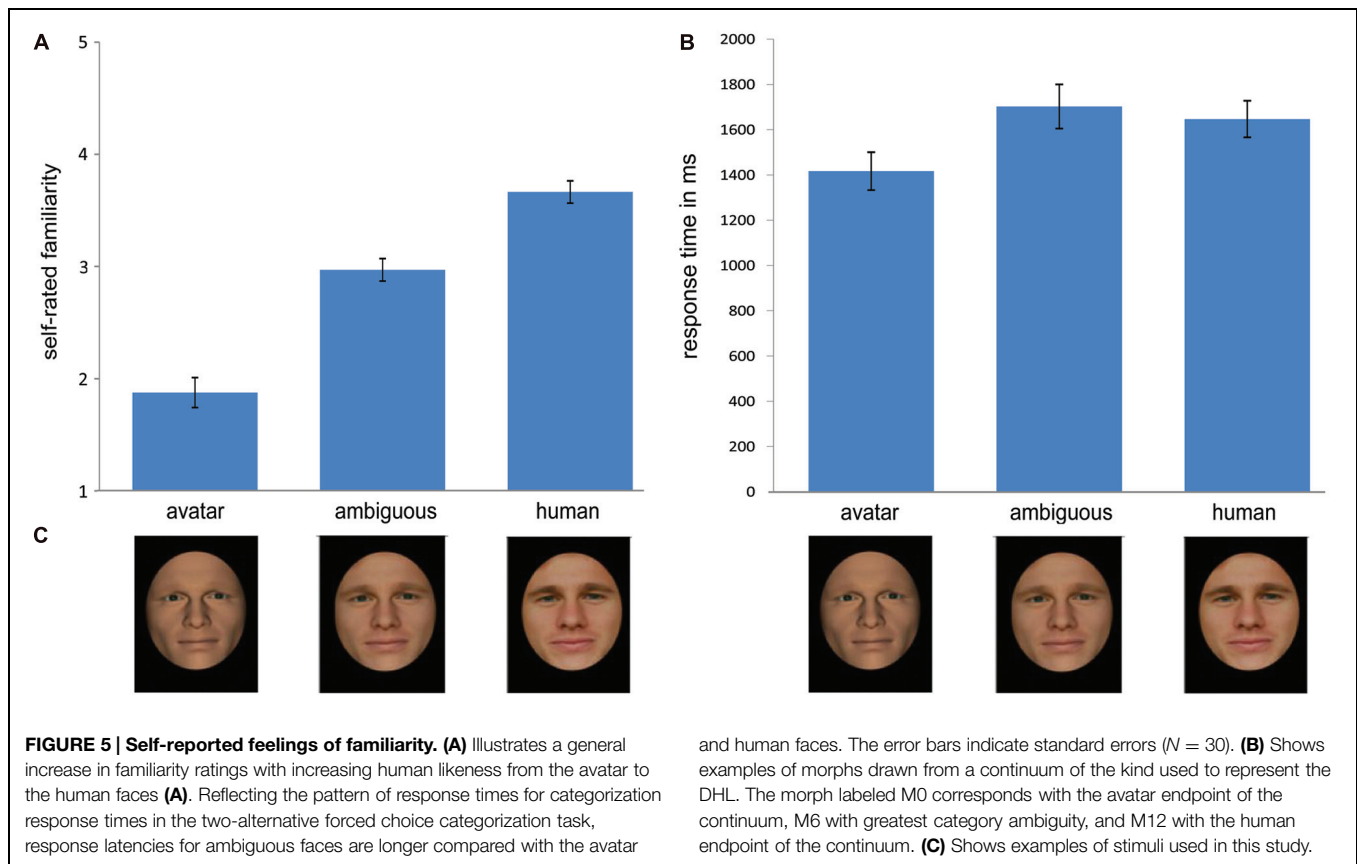 A
5
4
3
2
1
self-rated familiarity
avatar ambiguous human
B
2000
1800
1600
1400
1200
1000
800
600
400
200
0
response time in ms
avatar ambiguous human
C
FIGURE 5 | Self-reported feelings of familiarity. (A) Illustrates a general
increase in familiarity ratings with increasing human likeness from the avatar to
the human faces (A). Reflecting the pattern of response times for categorization
response times in the two-alternative forced choice categorization task,
response latencies for ambiguous faces are longer compared with the avatar
and human faces. The error bars indicate standard errors (N = 30). (B) Shows
examples of morphs drawn from a continuum of the kind used to represent the
DHL. The morph labeled M0 corresponds with the avatar endpoint of the
continuum, M6 with greatest category ambiguity, and M12 with the human
endpoint of the continuum. (C) Shows examples of stimuli used in this study.